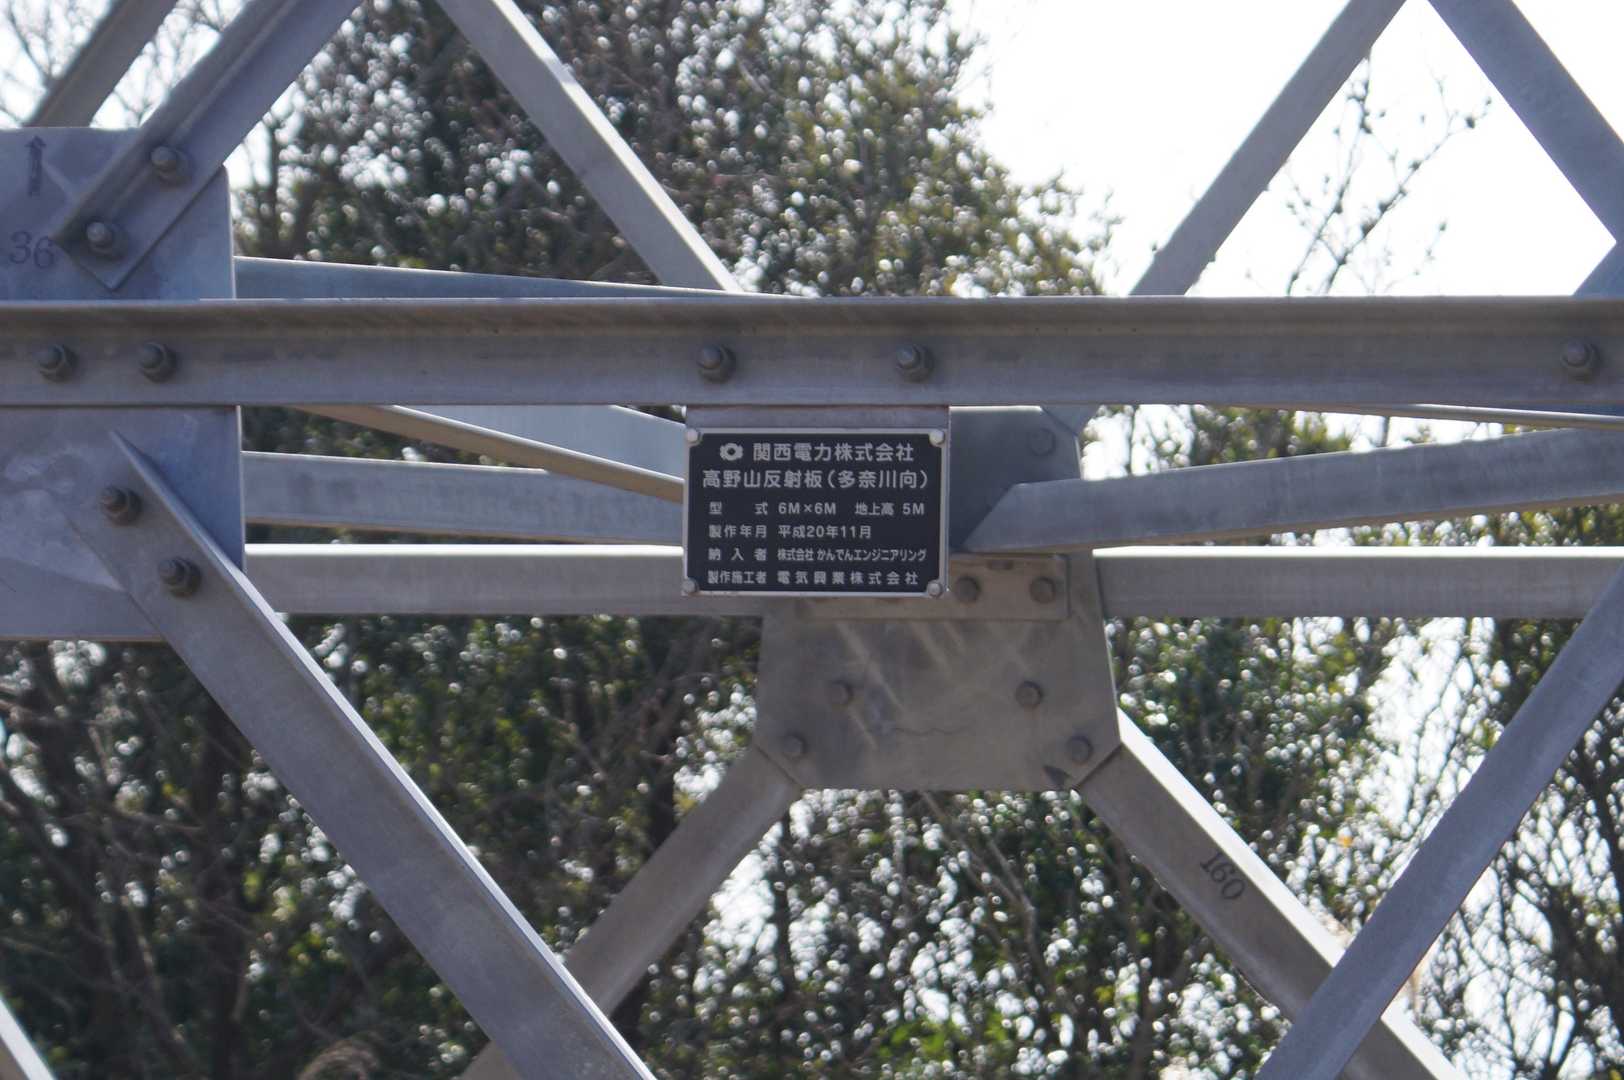 36
関西電力株式会社
高野山反射板(多奈川向)
型 式 6M×6M 地上高 5M
製作年月 平成20年11月
納入者 株式会社 かんでんエンジニアリング
製作施工者 電気興業株式会社
160